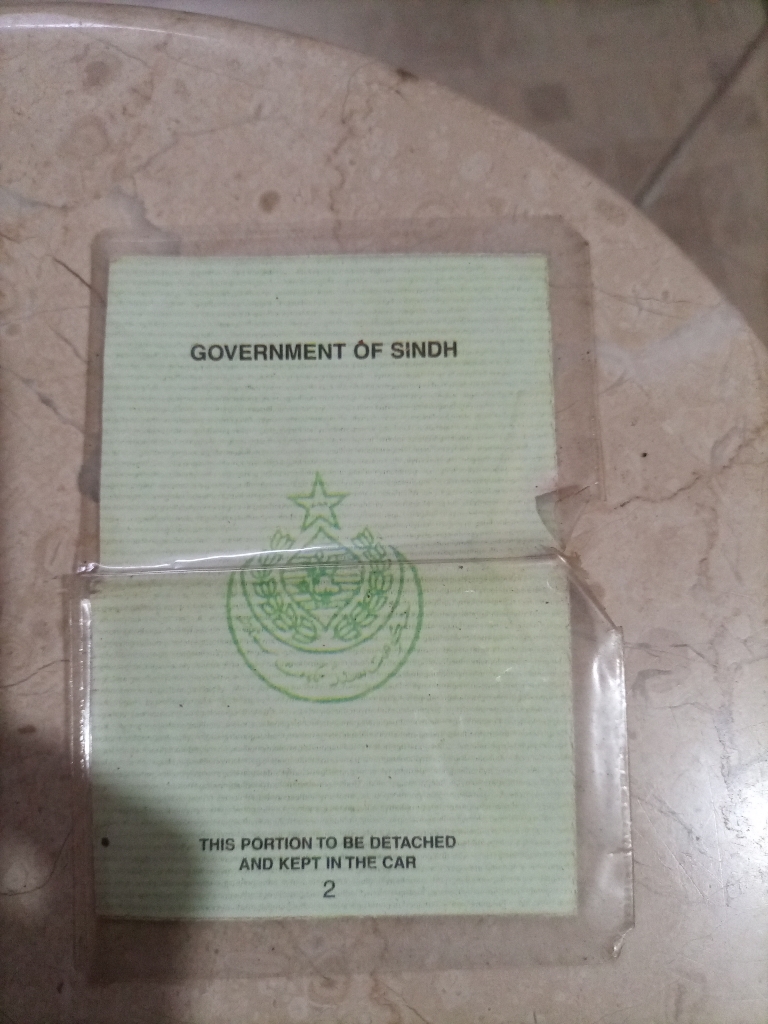 GOVERNMENT OF SINDH
THIS PORTION TO BE DETACHED
AND KEPT IN THE CAR
2